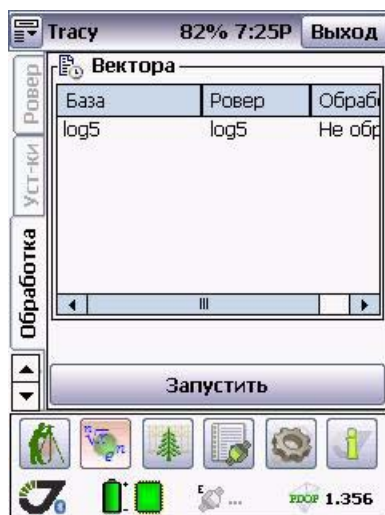 Tracy 82% 7:25P Выход
Вектора
Ровер
Уст-ки
Обработка
База Ровер Обраб
log5 log5 Не обр
Запустить
n √x e n
i
0
E ... PDOP 1.356